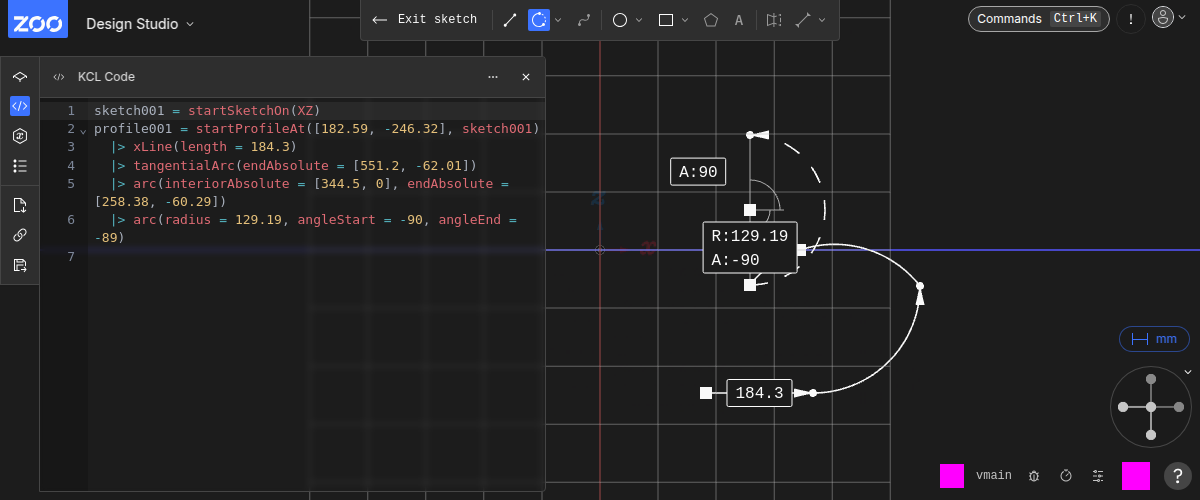 ZOO Design Studio
Exit sketch
A
Commands Ctrl+K
!
KCL Code
1 sketch001 = startSketchOn(XZ)
2 profile001 = startProfileAt([182.59, -246.32], sketch001)
3 |> xLine(length = 184.3)
4 |> tangentialArc(endAbsolute = [551.2, -62.01])
5 |> arc(interiorAbsolute = [344.5, 0], endAbsolute =
[258.38, -60.29])
6 |> arc(radius = 129.19, angleStart = -90, angleEnd =
-89)
7
z
x
A:90
R:129.19
A:-90
184.3
mm
vmain
?